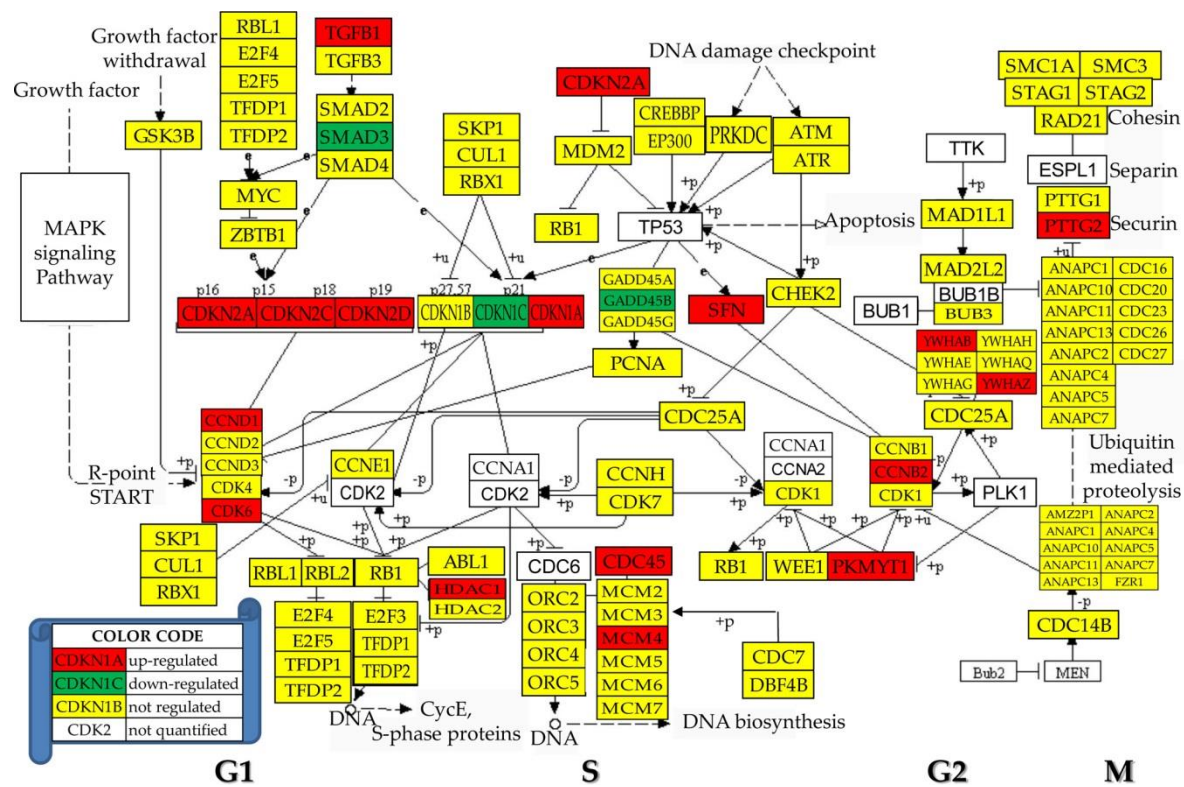 Growth factor
withdrawal
Growth factor
GSK3B
MAPK
signaling
Pathway
R-point
START
RBL1
E2F4
E2F5
TFDP1
TFDP2
MYC
ZBTB1
TGFB1
TGFB3
SMAD2
SMAD3
SMAD4
e
e
e
e
SKP1
CUL1
RBX1
+u
+u
CDKN2A
MDM2
RB1
DNA damage checkpoint
CREBBP
EP300
PRKDC
ATM
ATR
+p
+p
+p
TP53
Apoptosis
e
e
+p
CHEK2
TTK
+p
MAD1L1
MAD2L2
BUB1
BUB1B
BUB3
SMC1A SMC3
STAG1 STAG2
RAD21
Cohesin
ESPL1
Separin
PTTG1
PTTG2
Securin
+u
ANAPC1 CDC16
ANAPC10 CDC20
ANAPC11 CDC23
ANAPC13 CDC26
ANAPC2 CDC27
ANAPC4
ANAPC5
ANAPC7
p16 p15 p18 p19
CDKN2A CDKN2C CDKN2D
p27,57 p21
CDKN1B CDKN1C CDKN1A
+p
GADD45A
GADD45B
GADD45G
SFN
PCNA
YWHAB YWHAH
YWHAE YWHAQ
YWHAG YWHAZ
+p
CDC25A
CDC25A
+p
CCND1
CCND2
CCND3
CDK4
CDK6
+p
-p
+u
CCNE1
CDK2
-p
CCNA1
CDK2
-p
+p
CCNH
CDK7
-p
+p
CCNA1
CCNA2
CDK1
CCNB1
CCNB2
CDK1
-p
+p
+p
PLK1
Ubiquitin
mediated
proteolysis
AMZ2P1 ANAPC2
ANAPC1 ANAPC4
ANAPC10 ANAPC5
ANAPC11 ANAPC7
ANAPC13 FZR1
-p
CDC14B
Bub2
MEN
SKP1
CUL1
RBX1
+p
+p
+p
+p
+p
+p
RBL1 RBL2
RB1
ABL1
HDAC1
HDAC2
+p
E2F4
E2F5
TFDP1
TFDP2
E2F3
TFDP1
TFDP2
CDC6
ORC2
ORC3
ORC4
ORC5
CDC45
MCM2
MCM3
MCM4
MCM5
MCM6
MCM7
+p
CDC7
DBF4B
RB1
+p
WEE1 PKMYT1
+p
+p
+u
+p
DNA
CycE,
S-phase proteins
DNA
DNA biosynthesis
COLOR CODE
CDKN1A up-regulated
CDKN1C down-regulated
CDKN1B not regulated
CDK2 not quantified
G1
S
G2
M